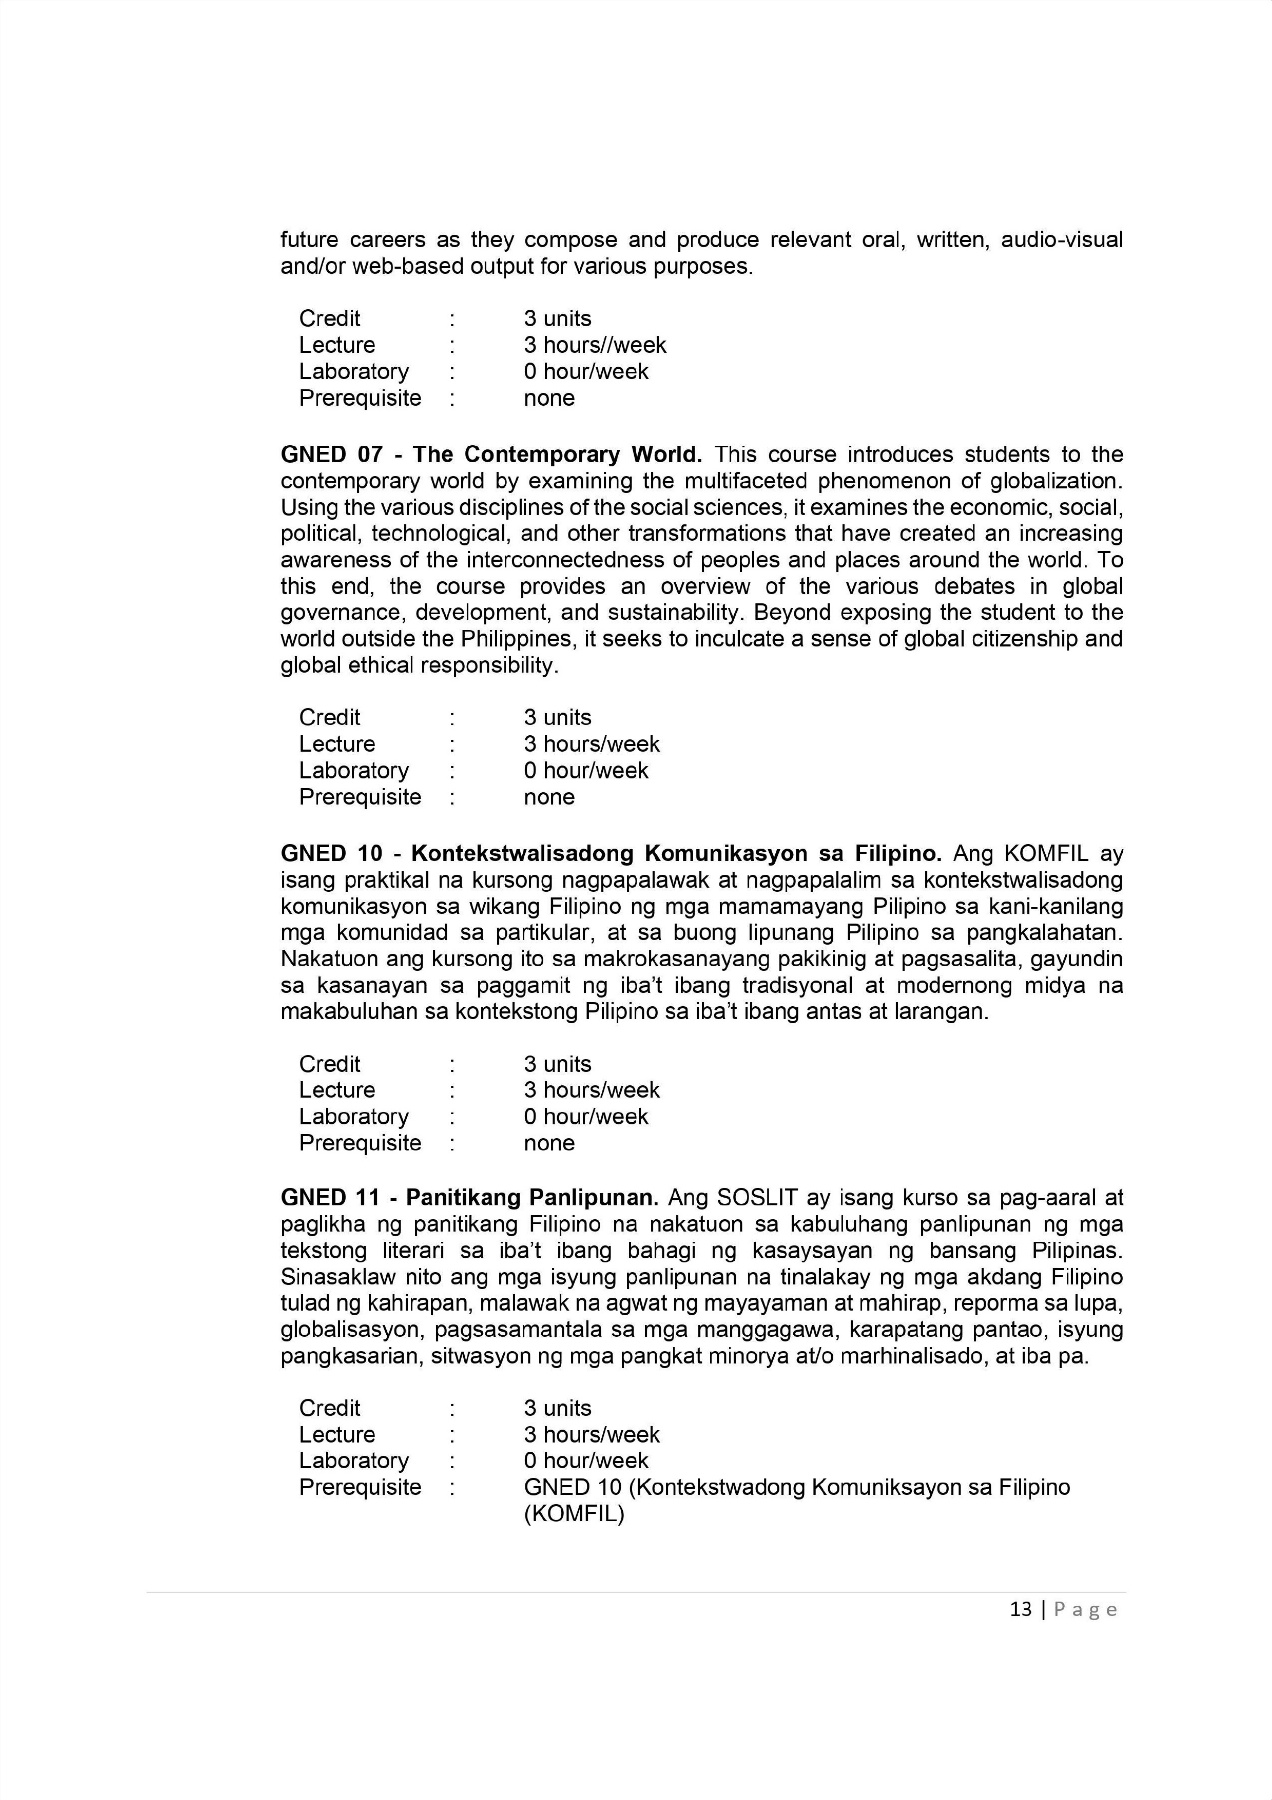 future careers as they compose and produce relevant oral, written, audio-visual
and/or web-based output for various purposes.
Credit : 3 units
Lecture : 3 hours//week
Laboratory : 0 hour/week
Prerequisite : none
GNED 07 - The Contemporary World. This course introduces students to the
contemporary world by examining the multifaceted phenomenon of globalization.
Using the various disciplines of the social sciences, it examines the economic, social,
political, technological, and other transformations that have created an increasing
awareness of the interconnectedness of peoples and places around the world. To
this end, the course provides an overview of the various debates in global
governance, development, and sustainability. Beyond exposing the student to the
world outside the Philippines, it seeks to inculcate a sense of global citizenship and
global ethical responsibility.
Credit : 3 units
Lecture : 3 hours/week
Laboratory : 0 hour/week
Prerequisite : none
GNED 10 - Kontekstwalisadong Komunikasyon sa Filipino. Ang KOMFIL ay
isang praktikal na kursong nagpapalawak at nagpapalalim sa kontekstwalisadong
komunikasyon sa wikang Filipino ng mga mamamayang Pilipino sa kani-kanilang
mga komunidad sa partikular, at sa buong lipunang Pilipino sa pangkalahatan.
Nakatuon ang kursong ito sa makrokasanayang pakikinig at pagsasalita, gayundin
sa kasanayan sa paggamit ng iba’t ibang tradisyonal at modernong midya na
makabuluhan sa kontekstong Pilipino sa iba’t ibang antas at larangan.
Credit : 3 units
Lecture : 3 hours/week
Laboratory : 0 hour/week
Prerequisite : none
GNED 11 - Panitikang Panlipunan. Ang SOSLIT ay isang kurso sa pag-aaral at
paglikha ng panitikang Filipino na nakatuon sa kabuluhang panlipunan ng mga
tekstong literari sa iba’t ibang bahagi ng kasaysayan ng bansang Pilipinas.
Sinasaklaw nito ang mga isyung panlipunan na tinalakay ng mga akdang Filipino
tulad ng kahirapan, malawak na agwat ng mayayaman at mahirap, reporma sa lupa,
globalisasyon, pagsasamantala sa mga manggagawa, karapatang pantao, isyung
pangkasarian, sitwasyon ng mga pangkat minorya at/o marhinalisado, at iba pa.
Credit : 3 units
Lecture : 3 hours/week
Laboratory : 0 hour/week
Prerequisite : GNED 10 (Kontekstwadong Komuniksayon sa Filipino
(KOMFIL)
13 | Page